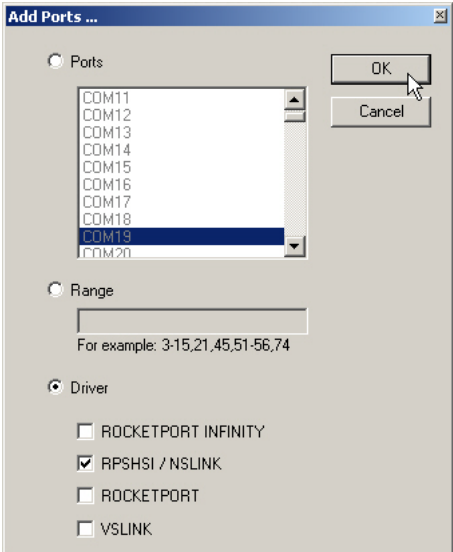 Add Ports ...
Ports
OK
COM11
COM12
Cancel
COM13
COM14
COM15
COM16
COM17
COM18
COM19
COM20
Range
For example: 3-15,21,45,51-56,74
Driver
ROCKETPORT INFINITY
RPSHSI / NSLINK
ROCKETPORT
VSLINK